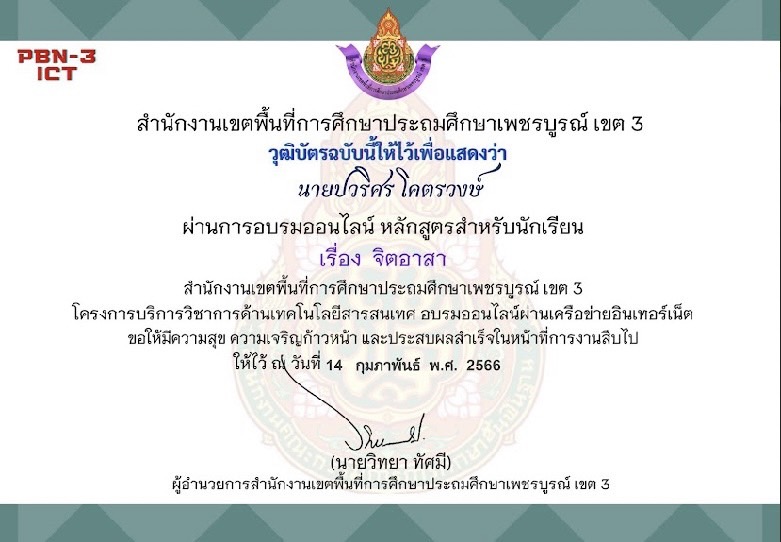 PBN-3
ICT
สำนักงานเขตพื้นที่การศึกษาประถมศึกษาเพชรบูรณ์ เขต 3
วุฒิบัตรฉบับนี้ให้ไว้เพื่อแสดงว่า
นายปวริศร โคตรวงษ์
ผ่านการอบรมออนไลน์ หลักสูตรสำหรับนักเรียน
เรื่อง จิตอาสา
สำนักงานเขตพื้นที่การศึกษาประถมศึกษาเพชรบูรณ์ เขต 3
โครงการบริการวิชาการด้านเทคโนโลยีสารสนเทศ อบรมออนไลน์ผ่านเครือข่ายอินเทอร์เน็ต
ขอให้มีความสุข ความเจริญก้าวหน้า และประสบผลสำเร็จในหน้าที่การงานสืบไป
ให้ไว้ ณ วันที่ 14 กุมภาพันธ์ พ.ศ. 2566
(นายวิทยา ทัศมี)
ผู้อำนวยการสำนักงานเขตพื้นที่การศึกษาประถมศึกษาเพชรบูรณ์ เขต 3